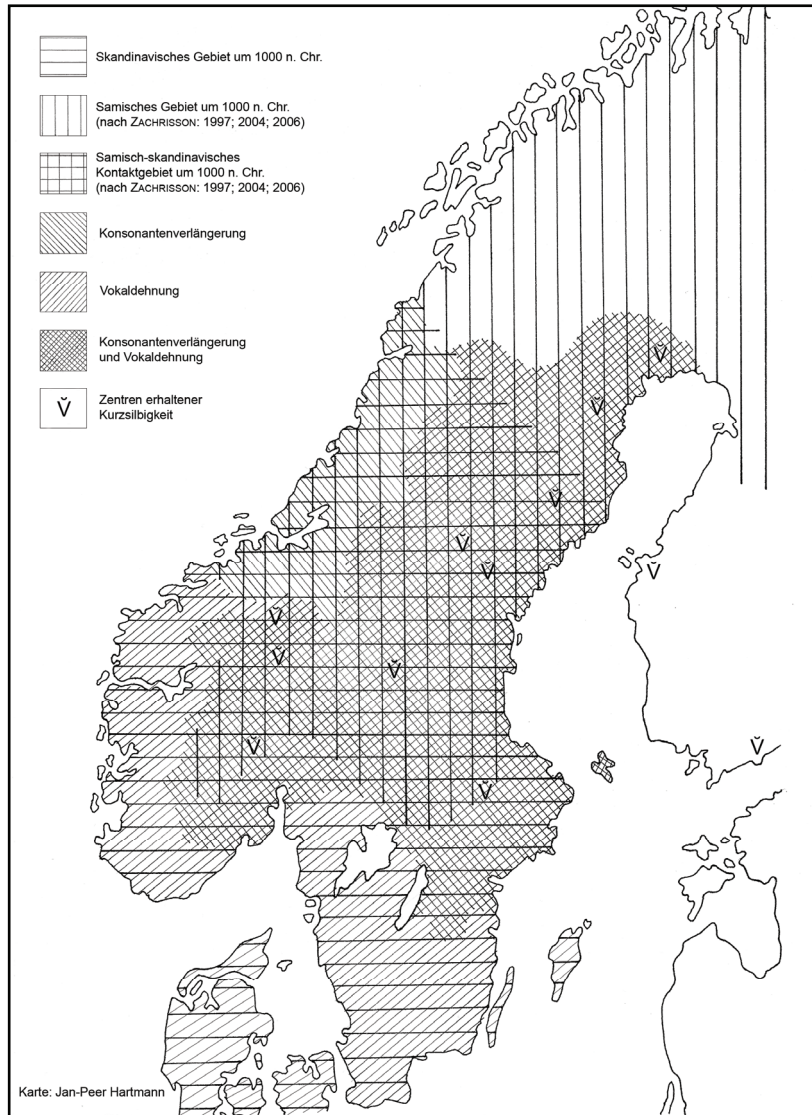 Skandinavisches Gebiet um 1000 n. Chr.
Samisches Gebiet um 1000 n. Chr.
(nach ZACHRISSON: 1997; 2004; 2006)
Samisch-skandinavisches
Kontaktgebiet um 1000 n. Chr.
(nach ZACHRISSON: 1997; 2004; 2006)
Konsonantenverlängerung
Vokaldehnung
Konsonantenverlängerung
und Vokaldehnung
V̆
Zentren erhaltener
Kurzsilbigkeit
V̆
V̆
V̆
V̆
V̆
V̆
V̆
V̆
V̆
V̆
V̆
V̆
Karte: Jan-Peer Hartmann